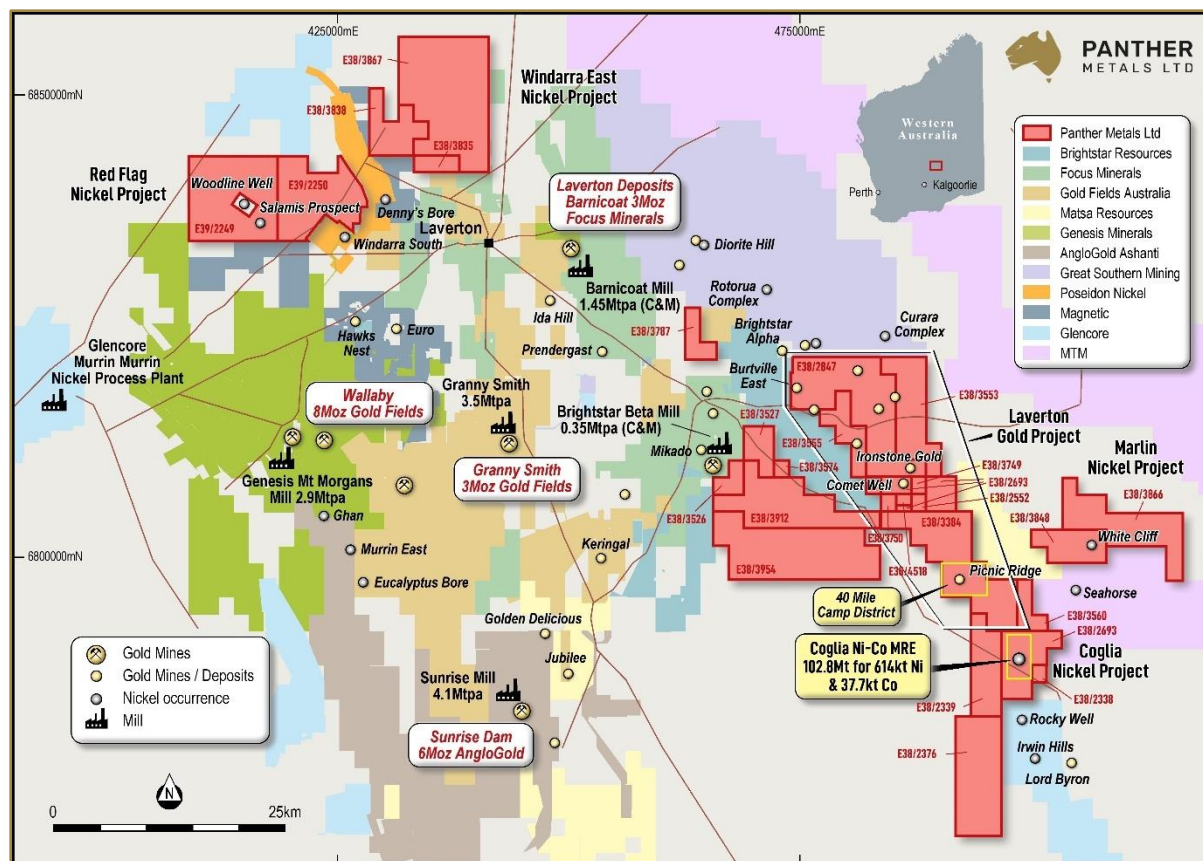 425000mE
475000mE
6850000mN
6800000mN
PANTHER
METALS LTD
Western
Australia
Perth
Kalgoorlie
Panther Metals Ltd
Brightstar Resources
Focus Minerals
Gold Fields Australia
Matsa Resources
Genesis Minerals
AngloGold Ashanti
Great Southern Mining
Poseidon Nickel
Magnetic
Glencore
MTM
E38/3867
E38/3838
E38/3835
Windarra East
Nickel Project
Red Flag
Nickel Project
Woodline Well
E39/2250
Salamis Prospect
E39/2249
Denny's Bore
Laverton
Windarra South
Laverton Deposits
Barnicoat 3Moz
Focus Minerals
Diorite Hill
Barnicoat Mill
1.45Mtpa (C&M)
Rotorua
Complex
Ida Hill
E38/3787
Brightstar
Alpha
Curara
Complex
Hawks
Nest
Euro
Prendergast
Glencore
Murrin Murrin
Nickel Process Plant
Burtville
East
E38/2847
E38/3553
Wallaby
8Moz Gold Fields
Granny Smith
3.5Mtpa
Brightstar Beta Mill
0.35Mtpa (C&M)
E38/3527
Laverton
Gold Project
E38/3555
Mikado
Ironstone Gold
E38/3574
Marlin
Nickel Project
Granny Smith
3Moz Gold Fields
Genesis Mt Morgans
Mill 2.9Mtpa
Comet Well
E38/3749
E38/2693
E38/2552
E38/3866
Ghan
E38/3526
E38/3912
E38/3750
E38/3384
E38/3848
White Cliff
Murrin East
Keringal
E38/3954
E38/4518
Picnic Ridge
Eucalyptus Bore
40 Mile
Camp District
Seahorse
E38/3560
E38/2693
Golden Delicious
Coglia Ni-Co MRE
102.8Mt for 614kt Ni
& 37.7kt Co
Coglia
Nickel Project
Jubilee
Sunrise Mill
4.1Mtpa
E38/2339
E38/2338
Rocky Well
Sunrise Dam
6Moz AngloGold
E38/2376
Irwin Hills
Lord Byron
Gold Mines
Gold Mines / Deposits
Nickel occurrence
Mill
N
0
25km